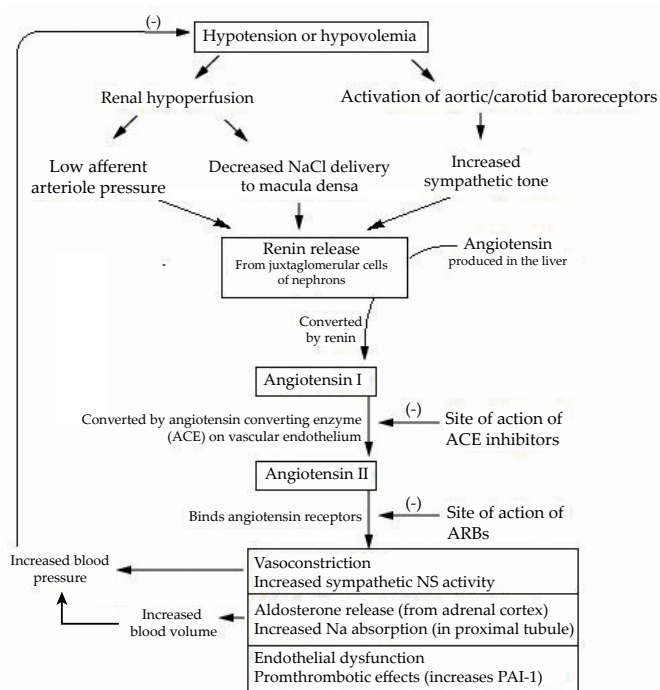 (-)
Hypotension or hypovolemia
Renal hypoperfusion
Activation of aortic/carotid baroreceptors
Low afferent
arteriole pressure
Decreased NaCl delivery
to macula densa
Increased
sympathetic tone
Renin release
From juxtaglomerular cells
of nephrons
Angiotensin
produced in the liver
Converted
by renin
Angiotensin I
Converted by angiotensin converting enzyme
(ACE) on vascular endothelium
(-)
Site of action of
ACE inhibitors
Angiotensin II
Binds angiotensin receptors
(-)
Site of action of
ARBs
Increased blood
pressure
Vasoconstriction
Increased sympathetic NS activity
Increased
blood volume
Aldosterone release (from adrenal cortex)
Increased Na absorption (in proximal tubule)
Endothelial dysfunction
Promthrombotic effects (increases PAI-1)